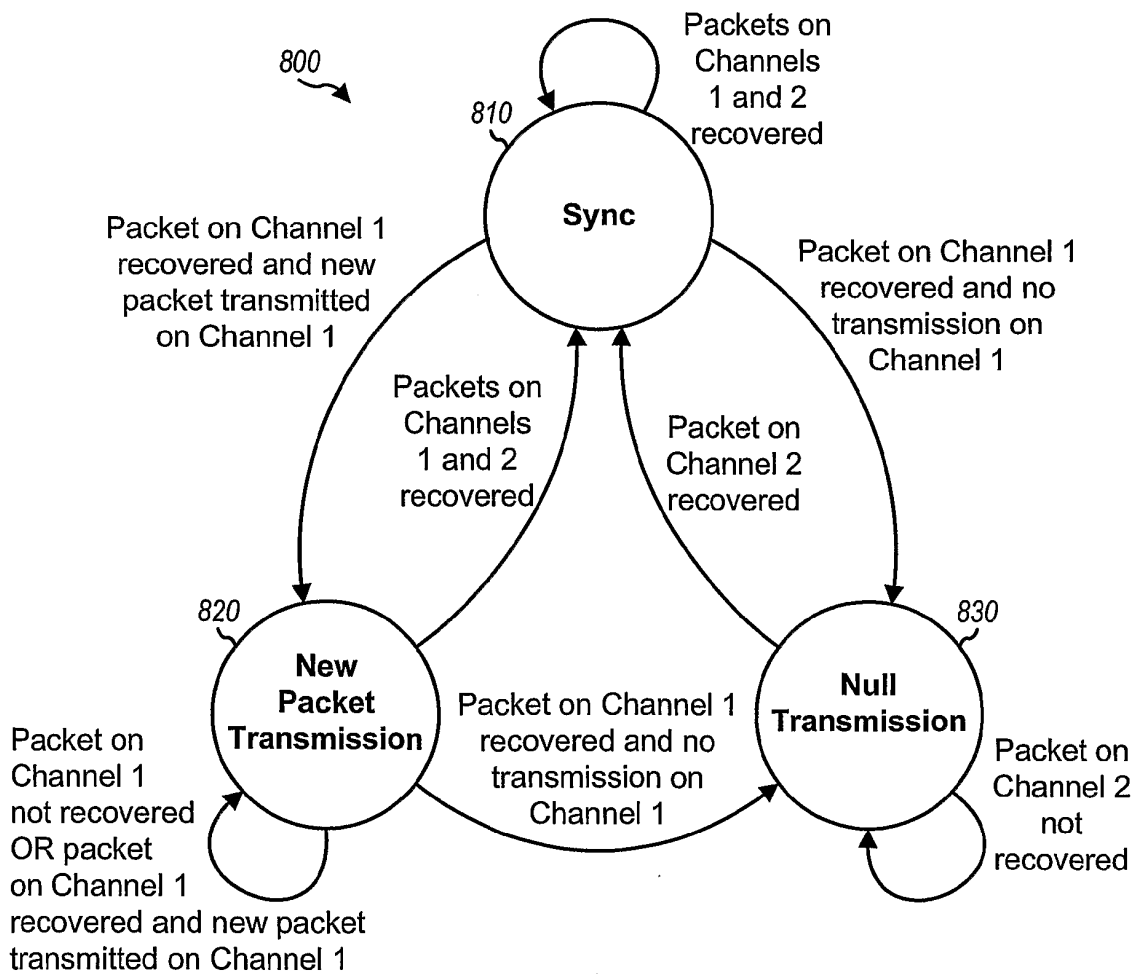 800
Packets on
Channels
1 and 2
recovered
810
Sync
Packet on Channel 1
recovered and new
packet transmitted
on Channel 1
Packet on Channel 1
recovered and no
transmission on
Channel 1
Packets on
Channels
1 and 2
recovered
Packet on
Channel 2
recovered
820
New
Packet
Transmission
830
Null
Transmission
Packet on Channel 1
recovered and no
transmission on
Channel 1
Packet on
Channel 1
not recovered
OR packet
on Channel 1
recovered and new packet
transmitted on Channel 1
Packet on
Channel 2
not
recovered